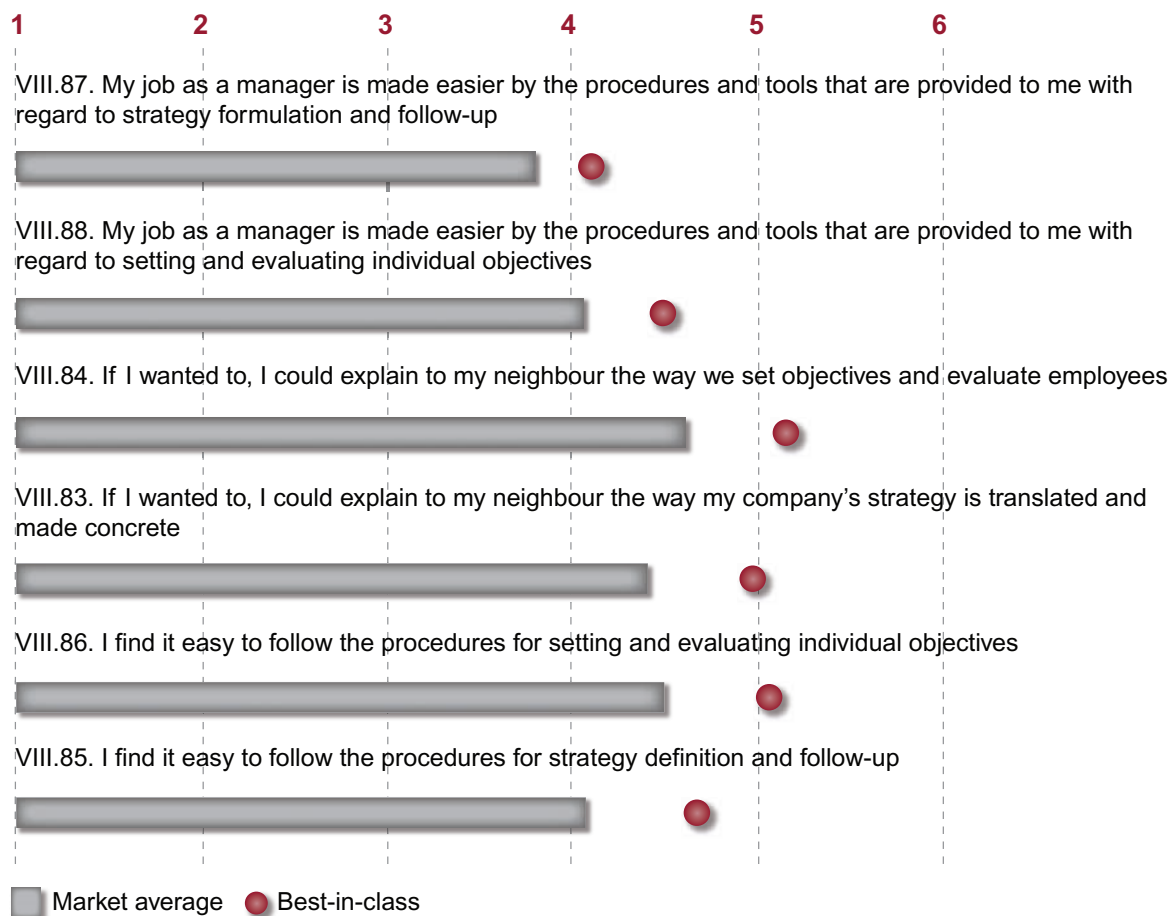 1 2 3 4 5 6
VIII.87. My job as a manager is made easier by the procedures and tools that are provided to me with
regard to strategy formulation and follow-up
VIII.88. My job as a manager is made easier by the procedures and tools that are provided to me with
regard to setting and evaluating individual objectives
VIII.84. If I wanted to, I could explain to my neighbour the way we set objectives and evaluate employees
VIII.83. If I wanted to, I could explain to my neighbour the way my company’s strategy is translated and
made concrete
VIII.86. I find it easy to follow the procedures for setting and evaluating individual objectives
VIII.85. I find it easy to follow the procedures for strategy definition and follow-up
Market average Best-in-class